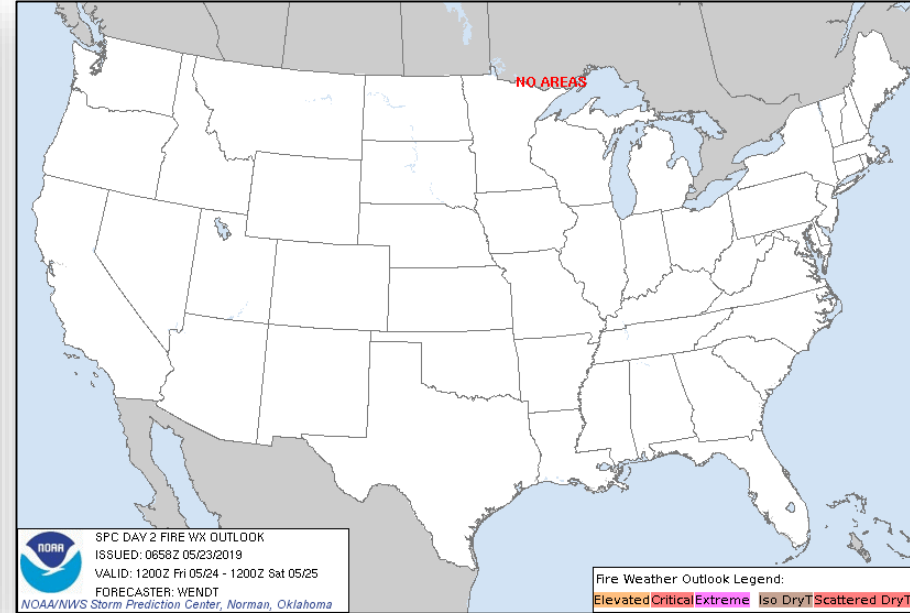 NO AREAS
NOAA
SPC DAY 2 FIRE WX OUTLOOK
ISSUED: 0658Z 05/23/2019
VALID: 1200Z Fri 05/24 - 1200Z Sat 05/25
FORECASTER: WENDT
NOAA/NWS Storm Prediction Center, Norman, Oklahoma
Fire Weather Outlook Legend:
Elevated Critical Extreme Iso DryT Scattered DryT